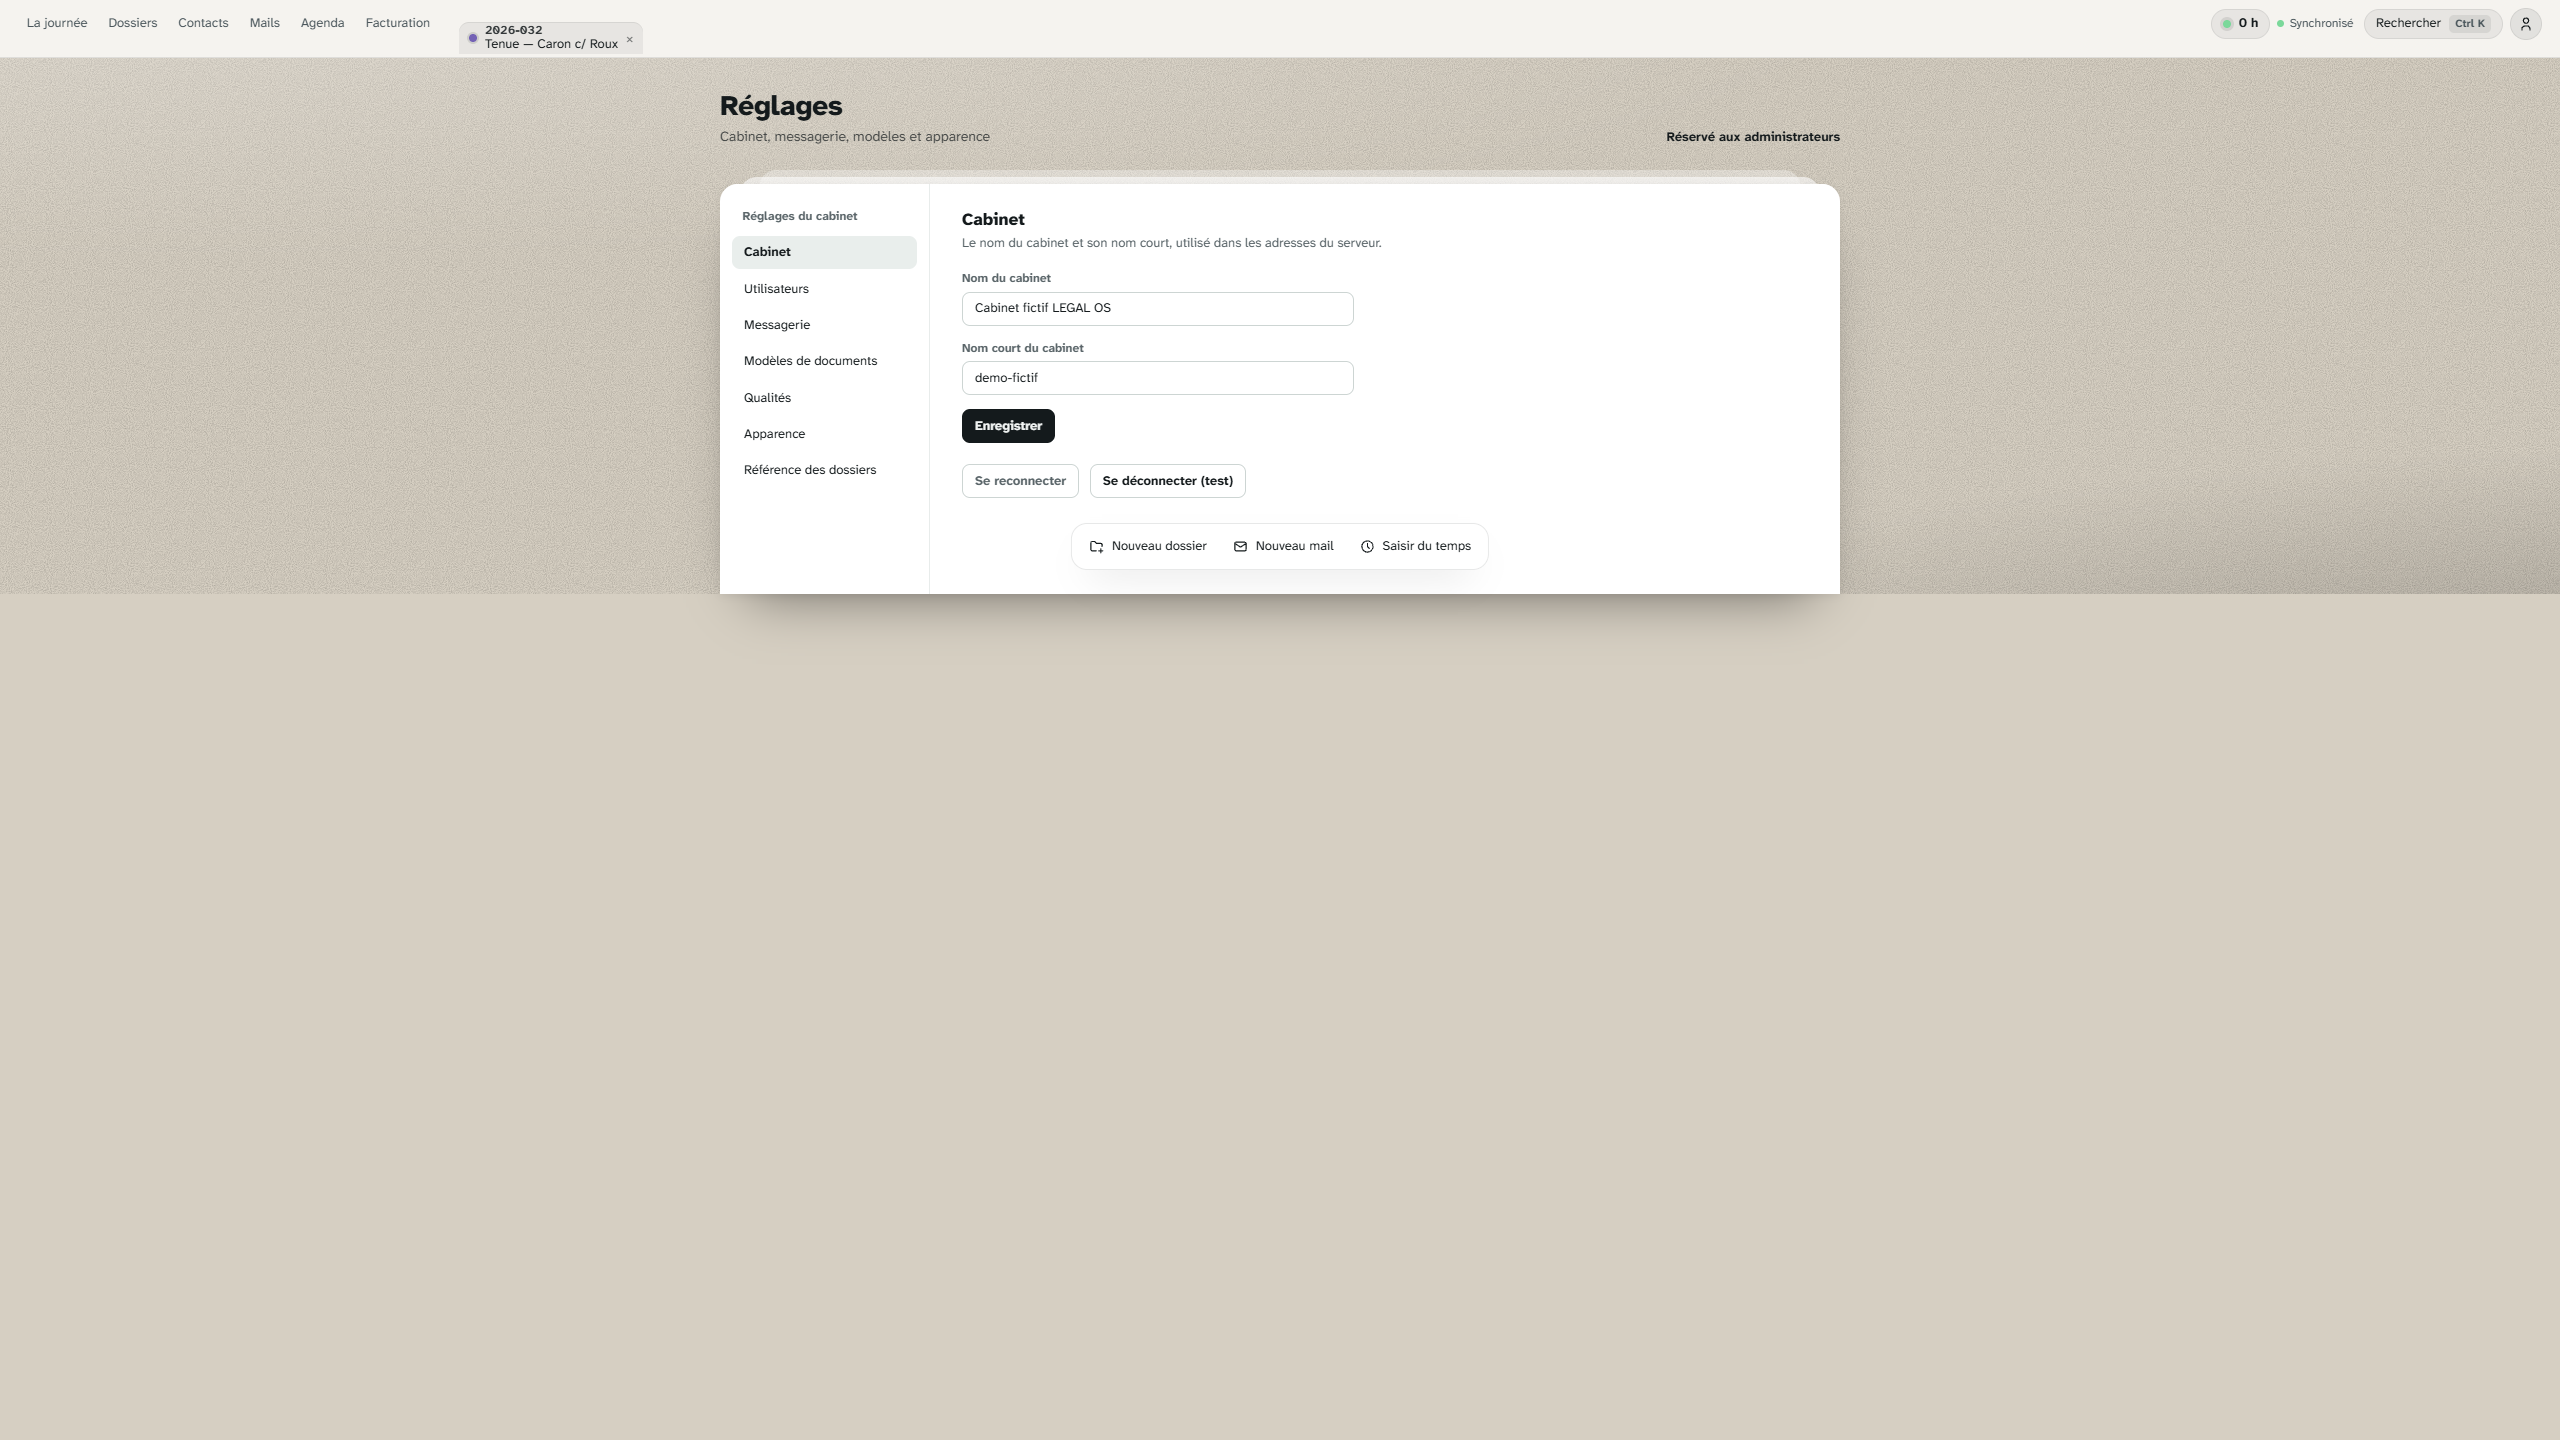 La journée Dossiers Contacts Mails Agenda Facturation
2026-032
Tenue — Caron c/ Roux ×
0 h Synchronisé Rechercher Ctrl K
Réglages
Cabinet, messagerie, modèles et apparence
Réservé aux administrateurs
Réglages du cabinet
Cabinet
Utilisateurs
Messagerie
Modèles de documents
Qualités
Apparence
Référence des dossiers
Cabinet
Le nom du cabinet et son nom court, utilisé dans les adresses du serveur.
Nom du cabinet
Cabinet fictif LEGAL OS
Nom court du cabinet
demo-fictif
Enregistrer
Se reconnecter Se déconnecter (test)
Nouveau dossier Nouveau mail Saisir du temps